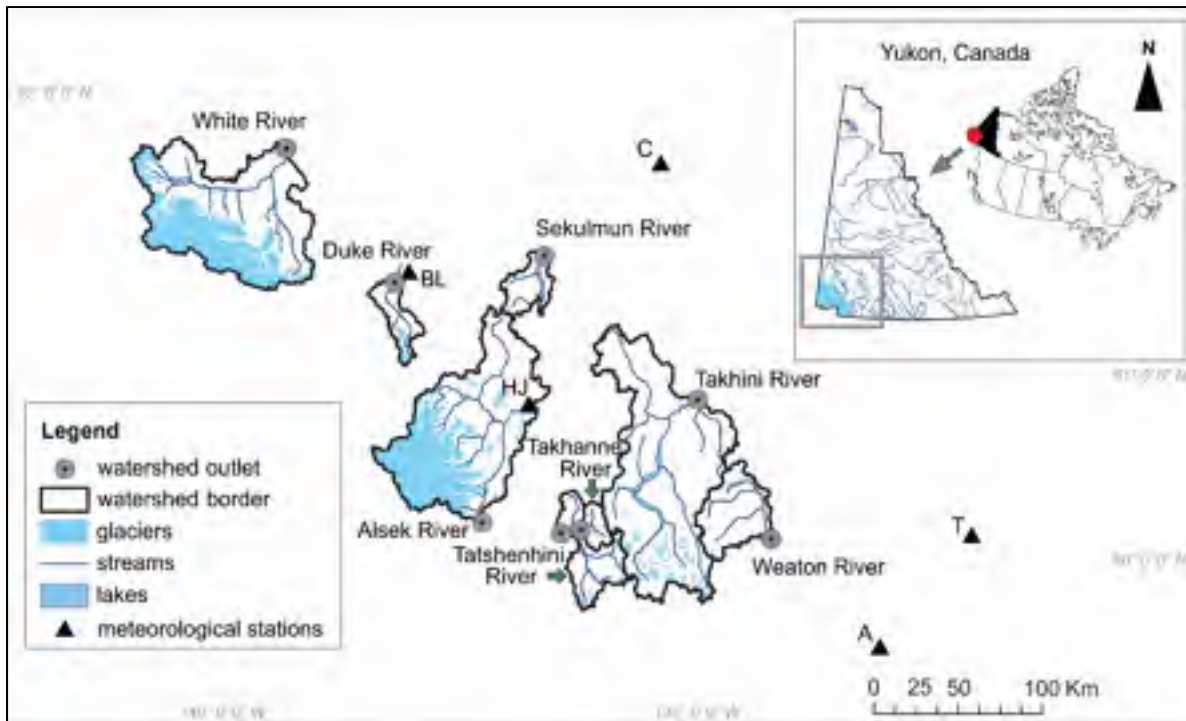 Yukon, Canada
N
White River
C
Sekulmun River
Duke River
BL
HJ
Takhini River
Takhanne
River
Legend
watershed outlet
watershed border
glaciers
streams
lakes
meteorological stations
Alsek River
Tatshenhini
River
Weaton River
T
A
0 25 50 100 Km